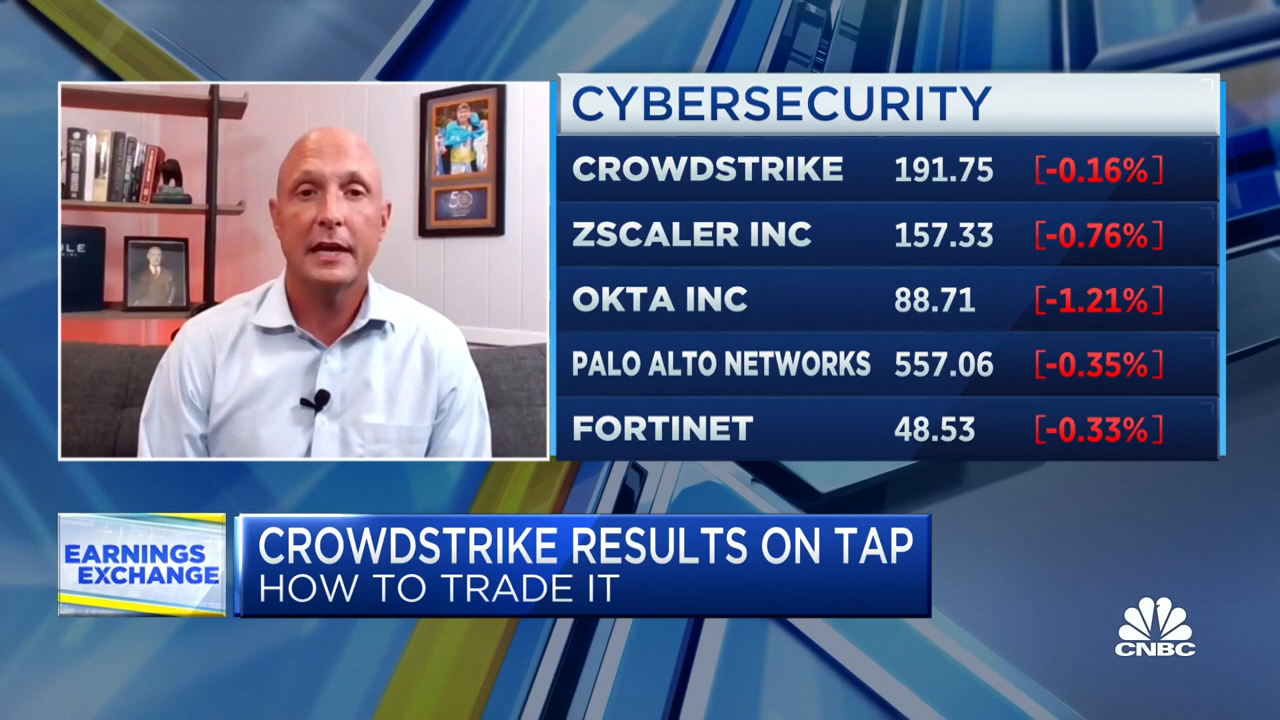 CYBERSECURITY
CROWDSTRIKE 191.75 [-0.16%]
ZSCALER INC 157.33 [-0.76%]
OKTA INC 88.71 [-1.21%]
PALO ALTO NETWORKS 557.06 [-0.35%]
FORTINET 48.53 [-0.33%]
50
EARNINGS
EXCHANGE
CROWDSTRIKE RESULTS ON TAP
HOW TO TRADE IT
CNBC